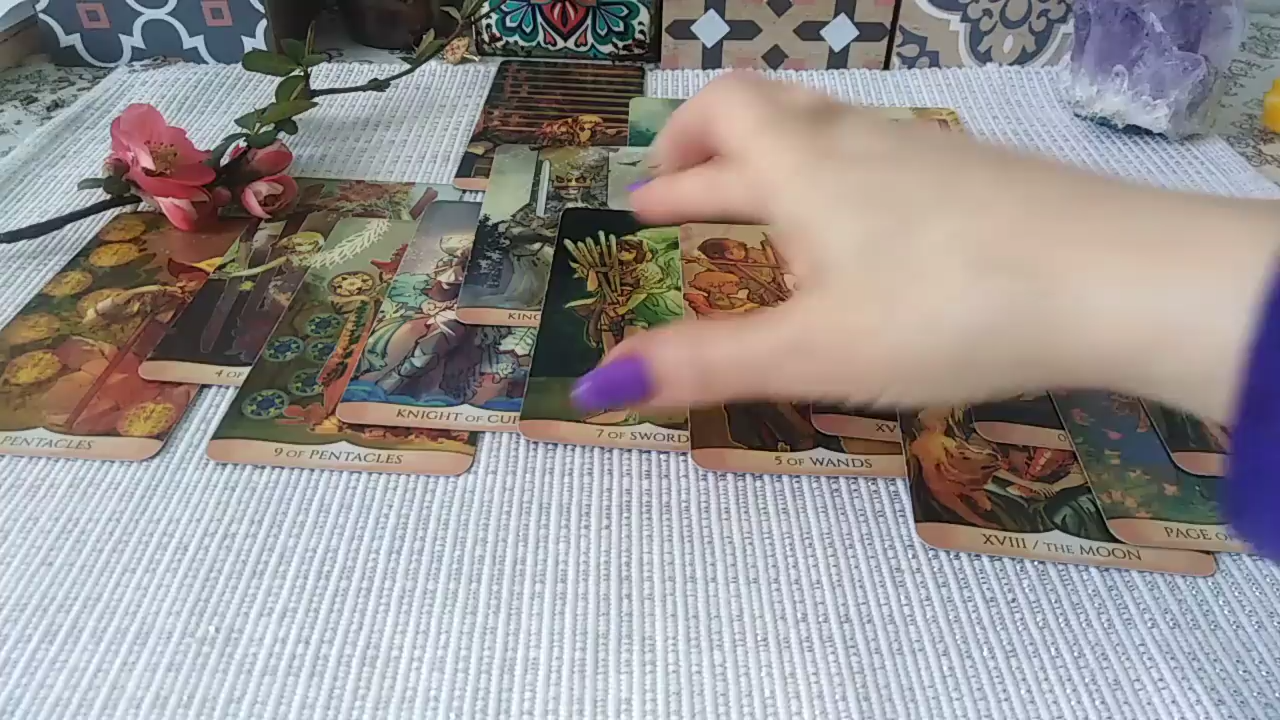 KING
4 OF
PENTACLES
9 OF PENTACLES
KNIGHT OF CUP
7 OF SWORD
5 OF WANDS
XV
0
XVIII / THE MOON
PAGE O